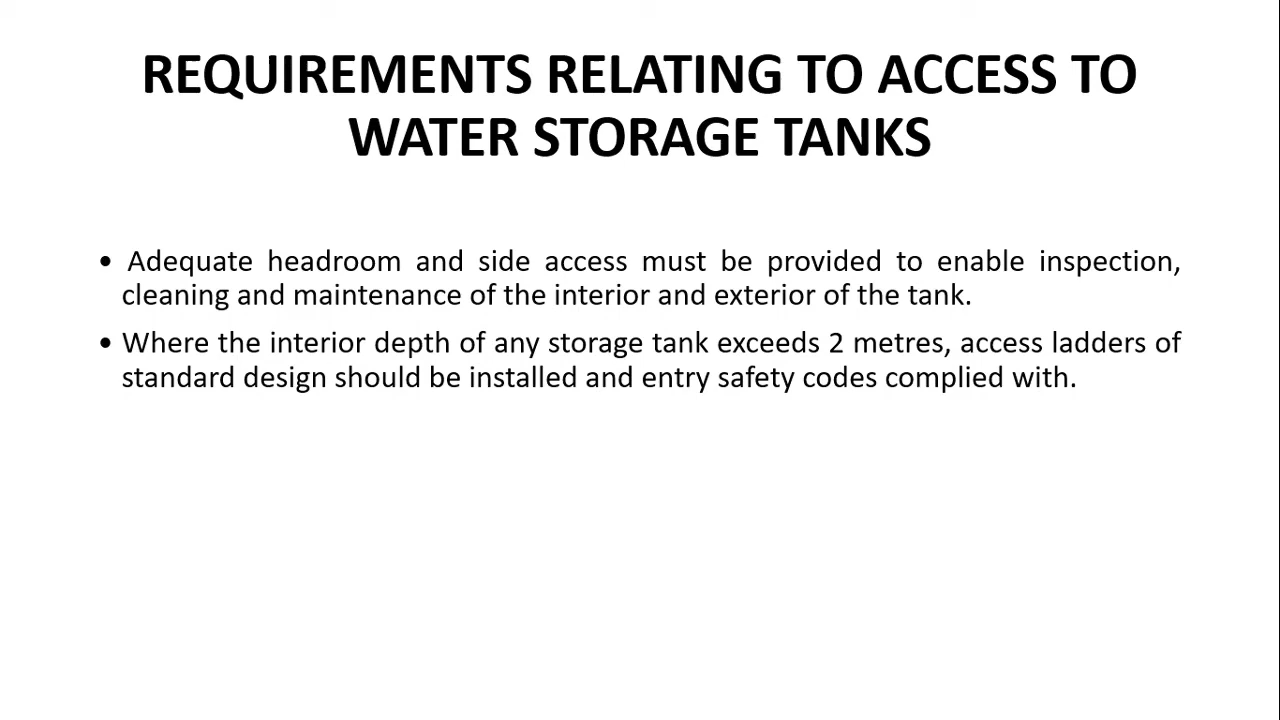 REQUIREMENTS RELATING TO ACCESS TO
WATER STORAGE TANKS
• Adequate headroom and side access must be provided to enable inspection,
cleaning and maintenance of the interior and exterior of the tank.
• Where the interior depth of any storage tank exceeds 2 metres, access ladders of
standard design should be installed and entry safety codes complied with.